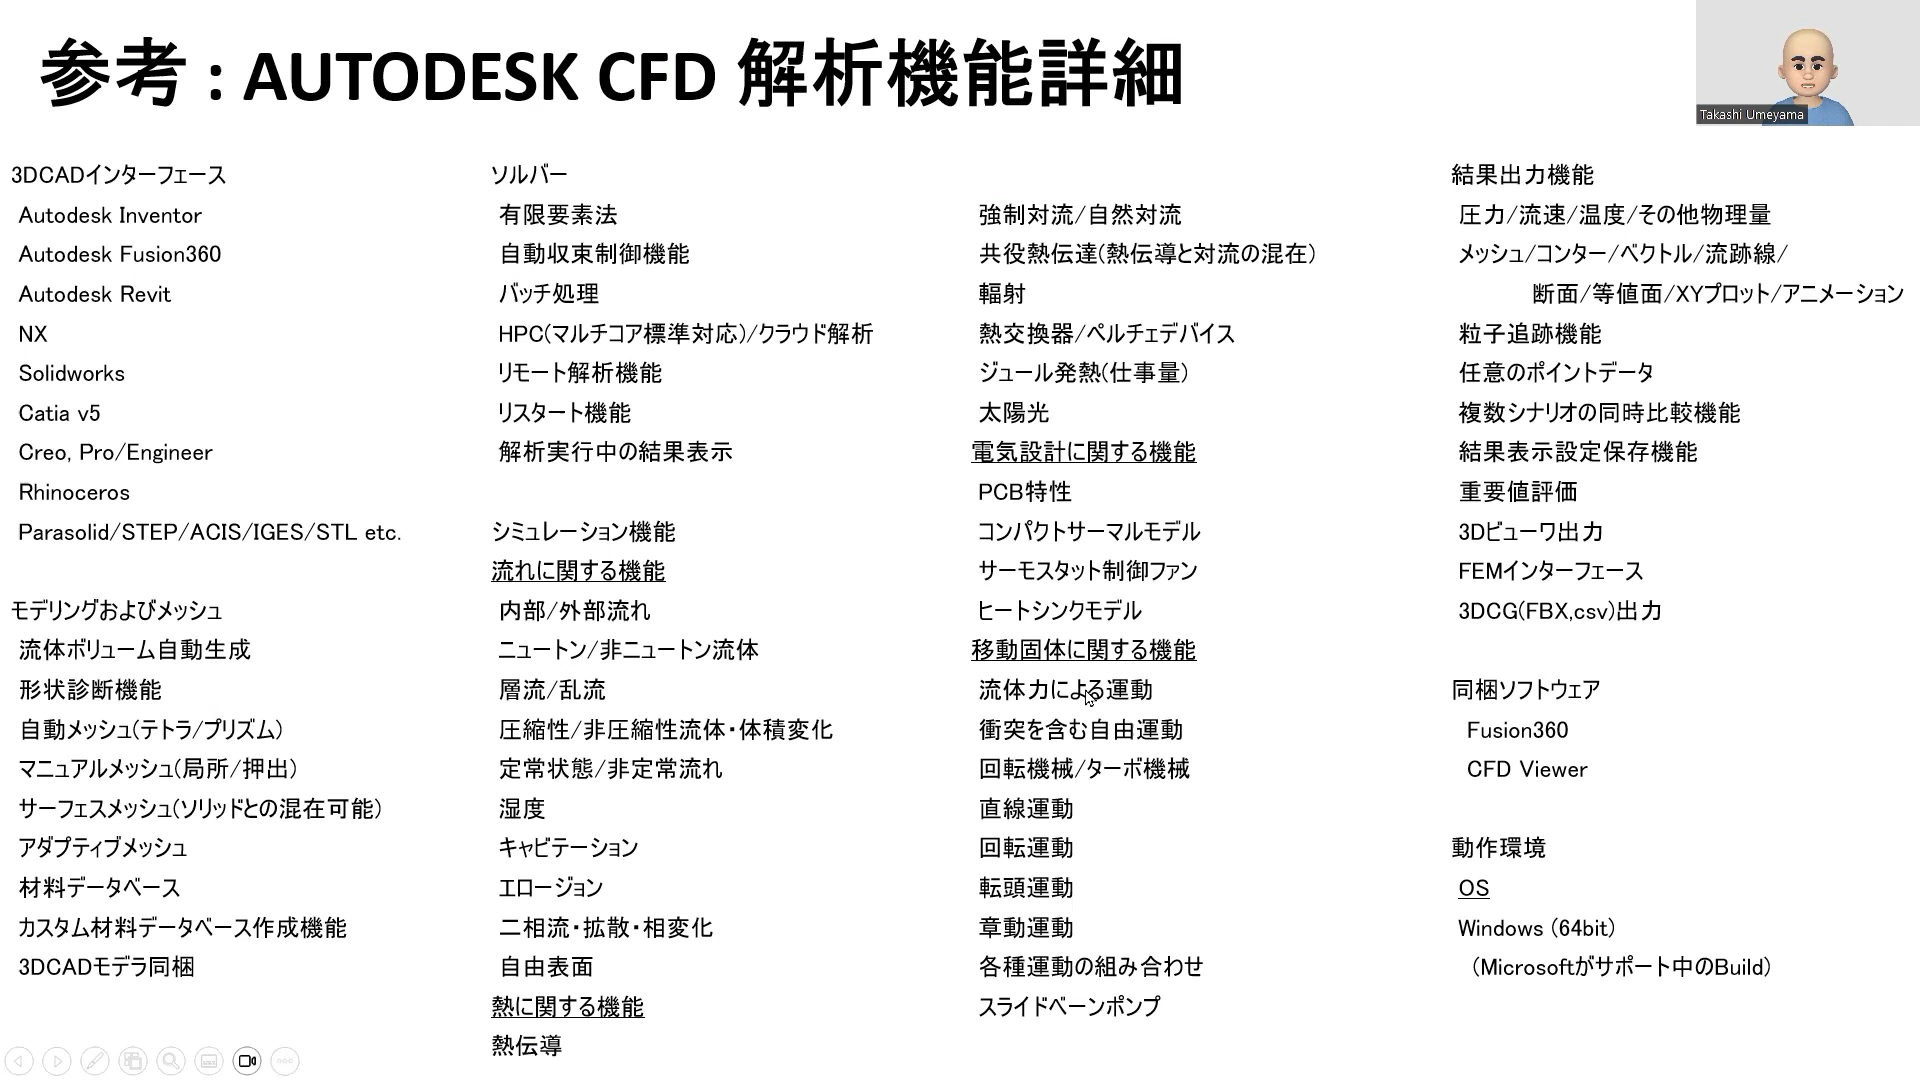 参考 : AUTODESK CFD 解析機能詳細
Takashi Umeyama
3DCADインターフェース
Autodesk Inventor
Autodesk Fusion360
Autodesk Revit
NX
Solidworks
Catia v5
Creo, Pro/Engineer
Rhinoceros
Parasolid/STEP/ACIS/IGES/STL etc.
モデリングおよびメッシュ
流体ボリューム自動生成
形状診断機能
自動メッシュ(テトラ/プリズム)
マニュアルメッシュ(局所/押出)
サーフェスメッシュ(ソリッドとの混在可能)
アダプティブメッシュ
材料データベース
カスタム材料データベース作成機能
3DCADモデラ同梱
ソルバー
有限要素法
自動収束制御機能
バッチ処理
HPC(マルチコア標準対応)/クラウド解析
リモート解析機能
リスタート機能
解析実行中の結果表示
シミュレーション機能
流れに関する機能
内部/外部流れ
ニュートン/非ニュートン流体
層流/乱流
圧縮性/非圧縮性流体・体積変化
定常状態/非定常流れ
湿度
キャビテーション
エロージョン
二相流・拡散・相変化
自由表面
熱に関する機能
熱伝導
強制対流/自然対流
共役熱伝達(熱伝導と対流の混在)
輻射
熱交換器/ペルチェデバイス
ジュール発熱(仕事量)
太陽光
電気設計に関する機能
PCB特性
コンパクトサーマルモデル
サーモスタット制御ファン
ヒートシンクモデル
移動固体に関する機能
流体力による運動
衝突を含む自由運動
回転機械/ターボ機械
直線運動
回転運動
転頭運動
章動運動
各種運動の組み合わせ
スライドベーンポンプ
結果出力機能
圧力/流速/温度/その他物理量
メッシュ/コンター/ベクトル/流跡線/
断面/等値面/XYプロット/アニメーション
粒子追跡機能
任意のポイントデータ
複数シナリオの同時比較機能
結果表示設定保存機能
重要値評価
3Dビューワ出力
FEMインターフェース
3DCG(FBX,csv)出力
同梱ソフトウェア
Fusion360
CFD Viewer
動作環境
OS
Windows (64bit)
(Microsoftがサポート中のBuild)